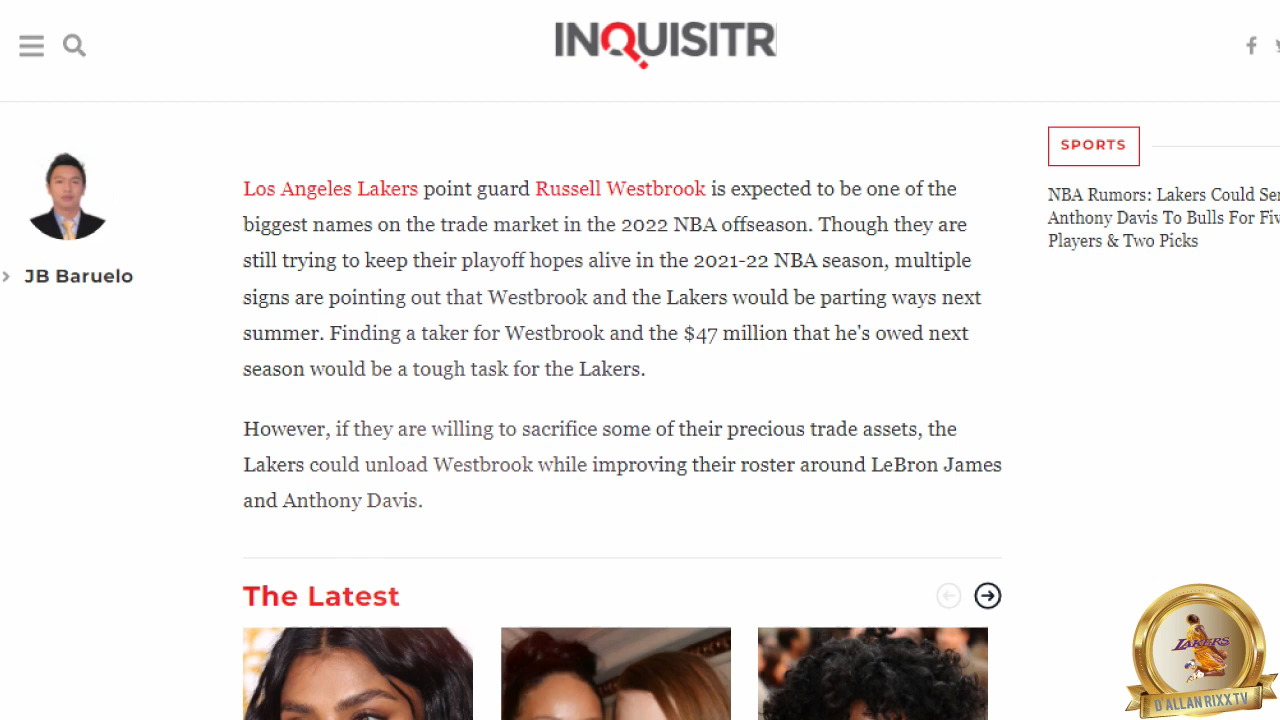 INQUISITR
SPORTS
Los Angeles Lakers point guard Russell Westbrook is expected to be one of the
biggest names on the trade market in the 2022 NBA offseason. Though they are
still trying to keep their playoff hopes alive in the 2021-22 NBA season, multiple
signs are pointing out that Westbrook and the Lakers would be parting ways next
summer. Finding a taker for Westbrook and the $47 million that he's owed next
season would be a tough task for the Lakers.
However, if they are willing to sacrifice some of their precious trade assets, the
Lakers could unload Westbrook while improving their roster around LeBron James
and Anthony Davis.
JB Baruelo
NBA Rumors: Lakers Could Se
Anthony Davis To Bulls For Fiv
Players & Two Picks
The Latest
LAKERS
D'ALLAN RIXX TV